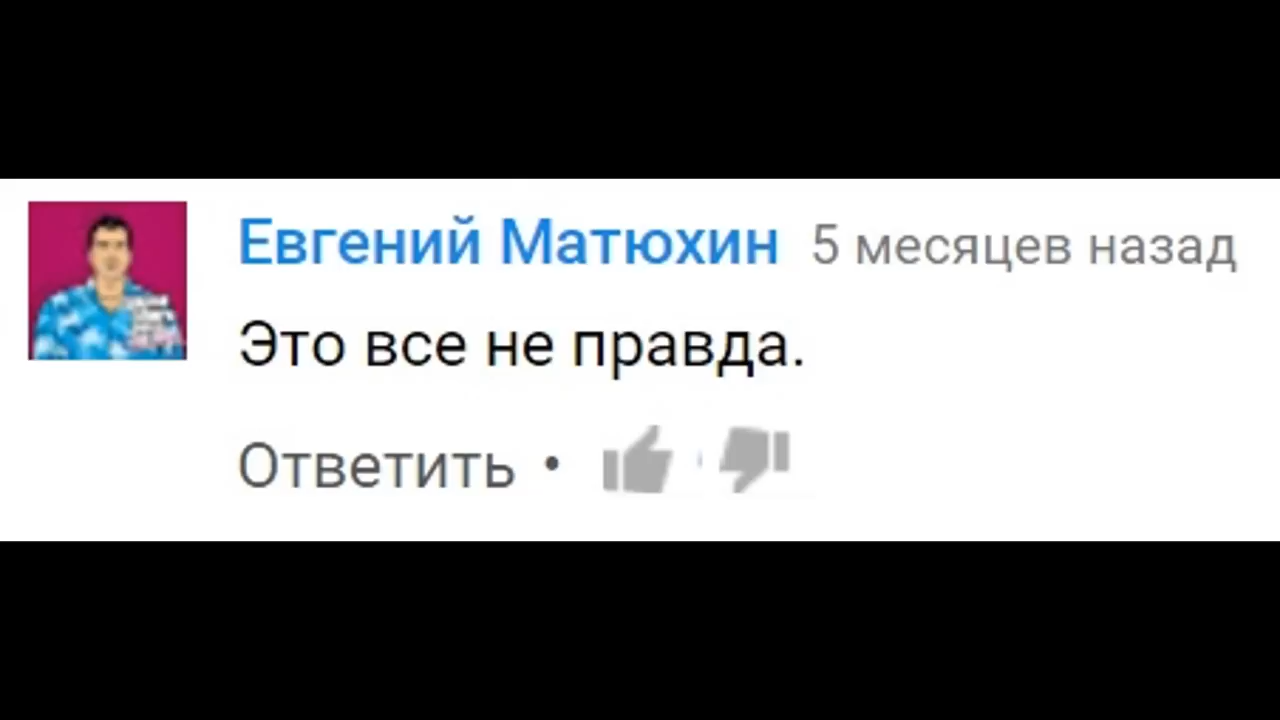 Евгений Матюхин 5 месяцев назад
Это все не правда.
Ответить •